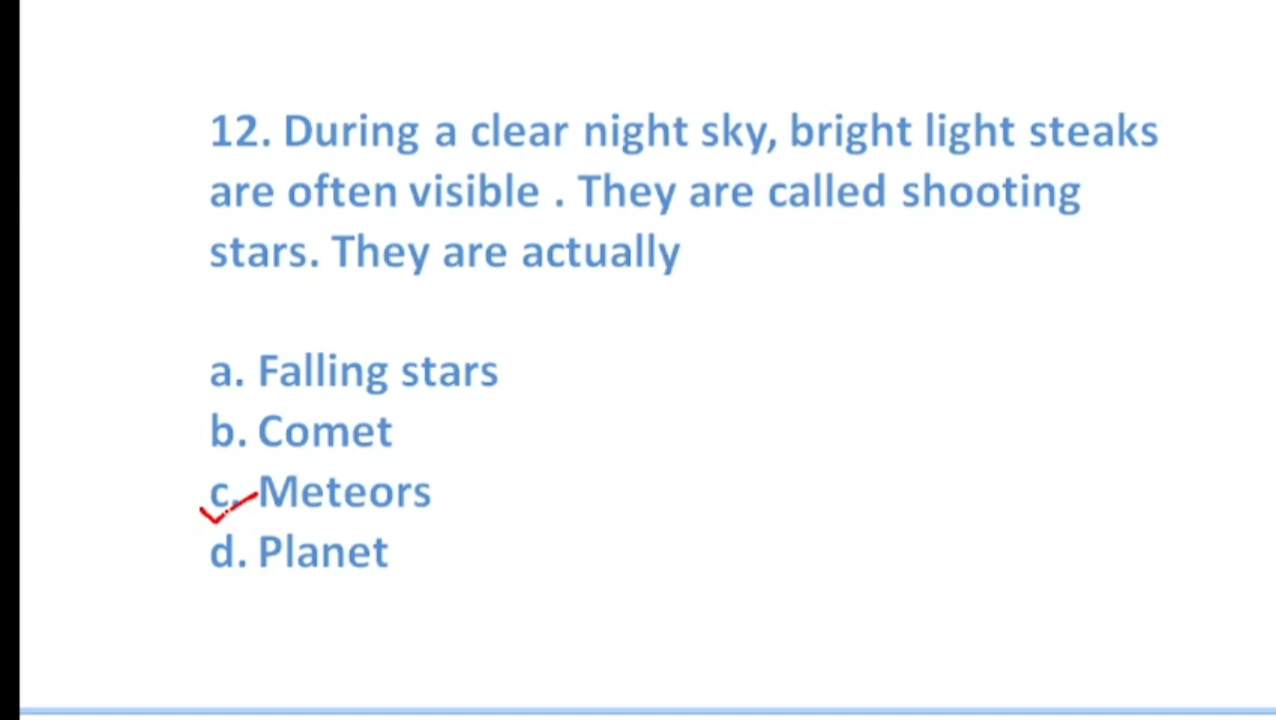 12. During a clear night sky, bright light steaks
are often visible . They are called shooting
stars. They are actually
a. Falling stars
b. Comet
c. Meteors
d. Planet